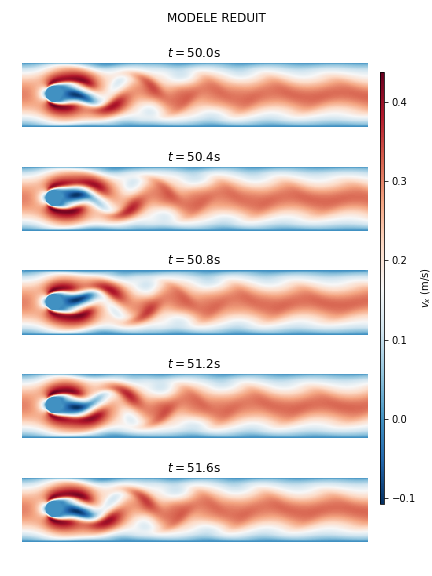 MODELE REDUIT
t = 50.0s
t = 50.4s
t = 50.8s
t = 51.2s
t = 51.6s
0.4
0.3
0.2
0.1
0.0
−0.1
vₓ (m/s)